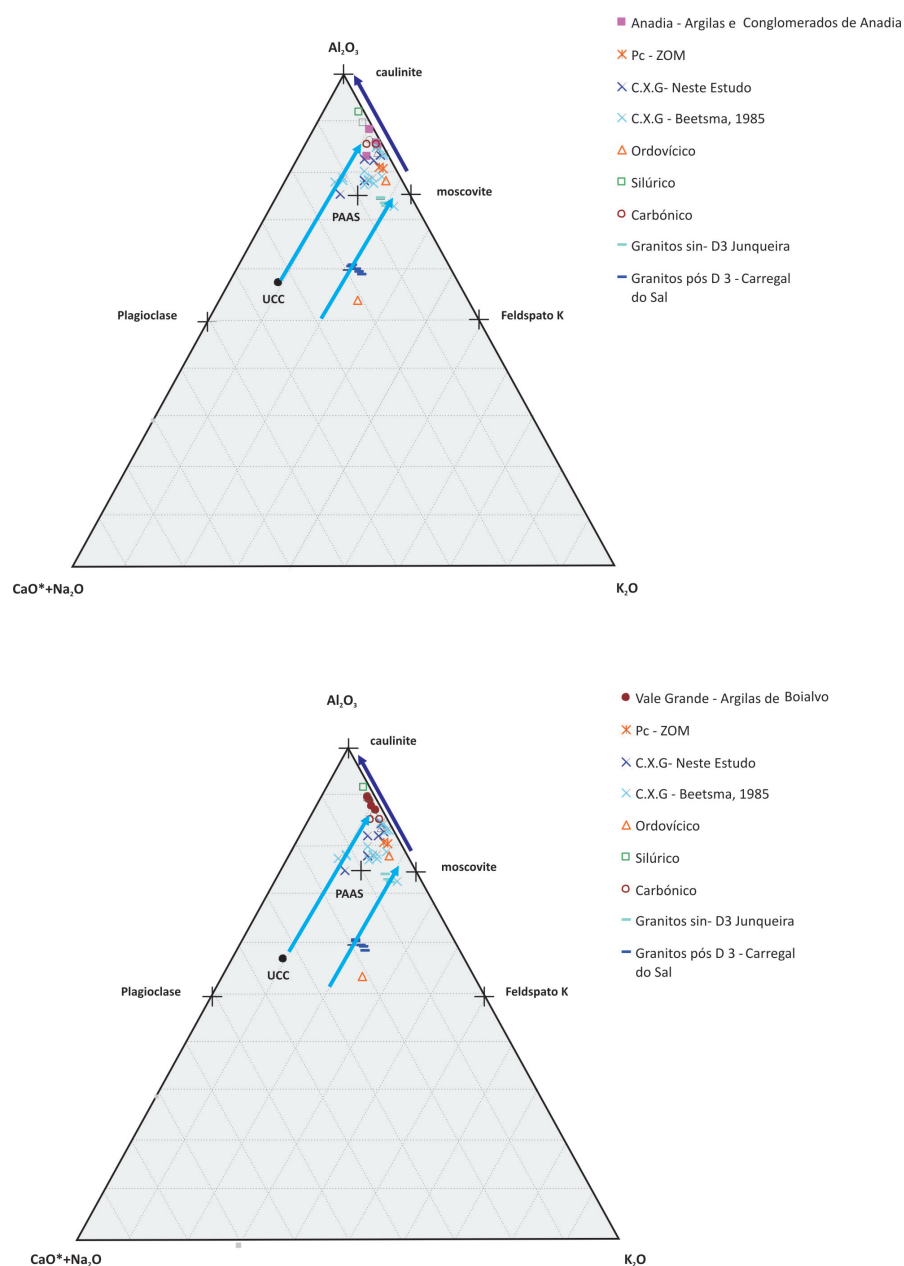 Al₂O₃
caulinite
moscovite
PAAS
UCC
Plagioclase
Feldspato K
CaO*+Na₂O
K₂O
Anadia - Argilas e Conglomerados de Anadia
Pc - ZOM
C.X.G- Neste Estudo
C.X.G - Beetsma, 1985
Ordovícico
Silúrico
Carbónico
Granitos sin- D3 Junqueira
Granitos pós D 3 - Carregal
do Sal
Al₂O₃
caulinite
moscovite
PAAS
UCC
Plagioclase
Feldspato K
CaO*+Na₂O
K₂O
Vale Grande - Argilas de Boialvo
Pc - ZOM
C.X.G- Neste Estudo
C.X.G - Beetsma, 1985
Ordovícico
Silúrico
Carbónico
Granitos sin- D3 Junqueira
Granitos pós D 3 - Carregal
do Sal